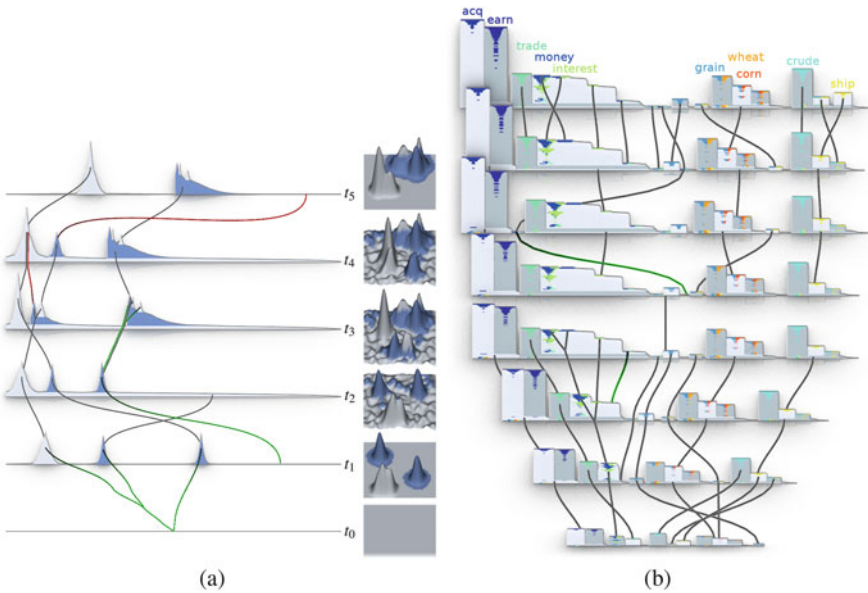 acq
earn
trade
money
interest
grain
wheat
corn
crude
ship
t5
t4
t3
t2
t1
t0
(a)
(b)